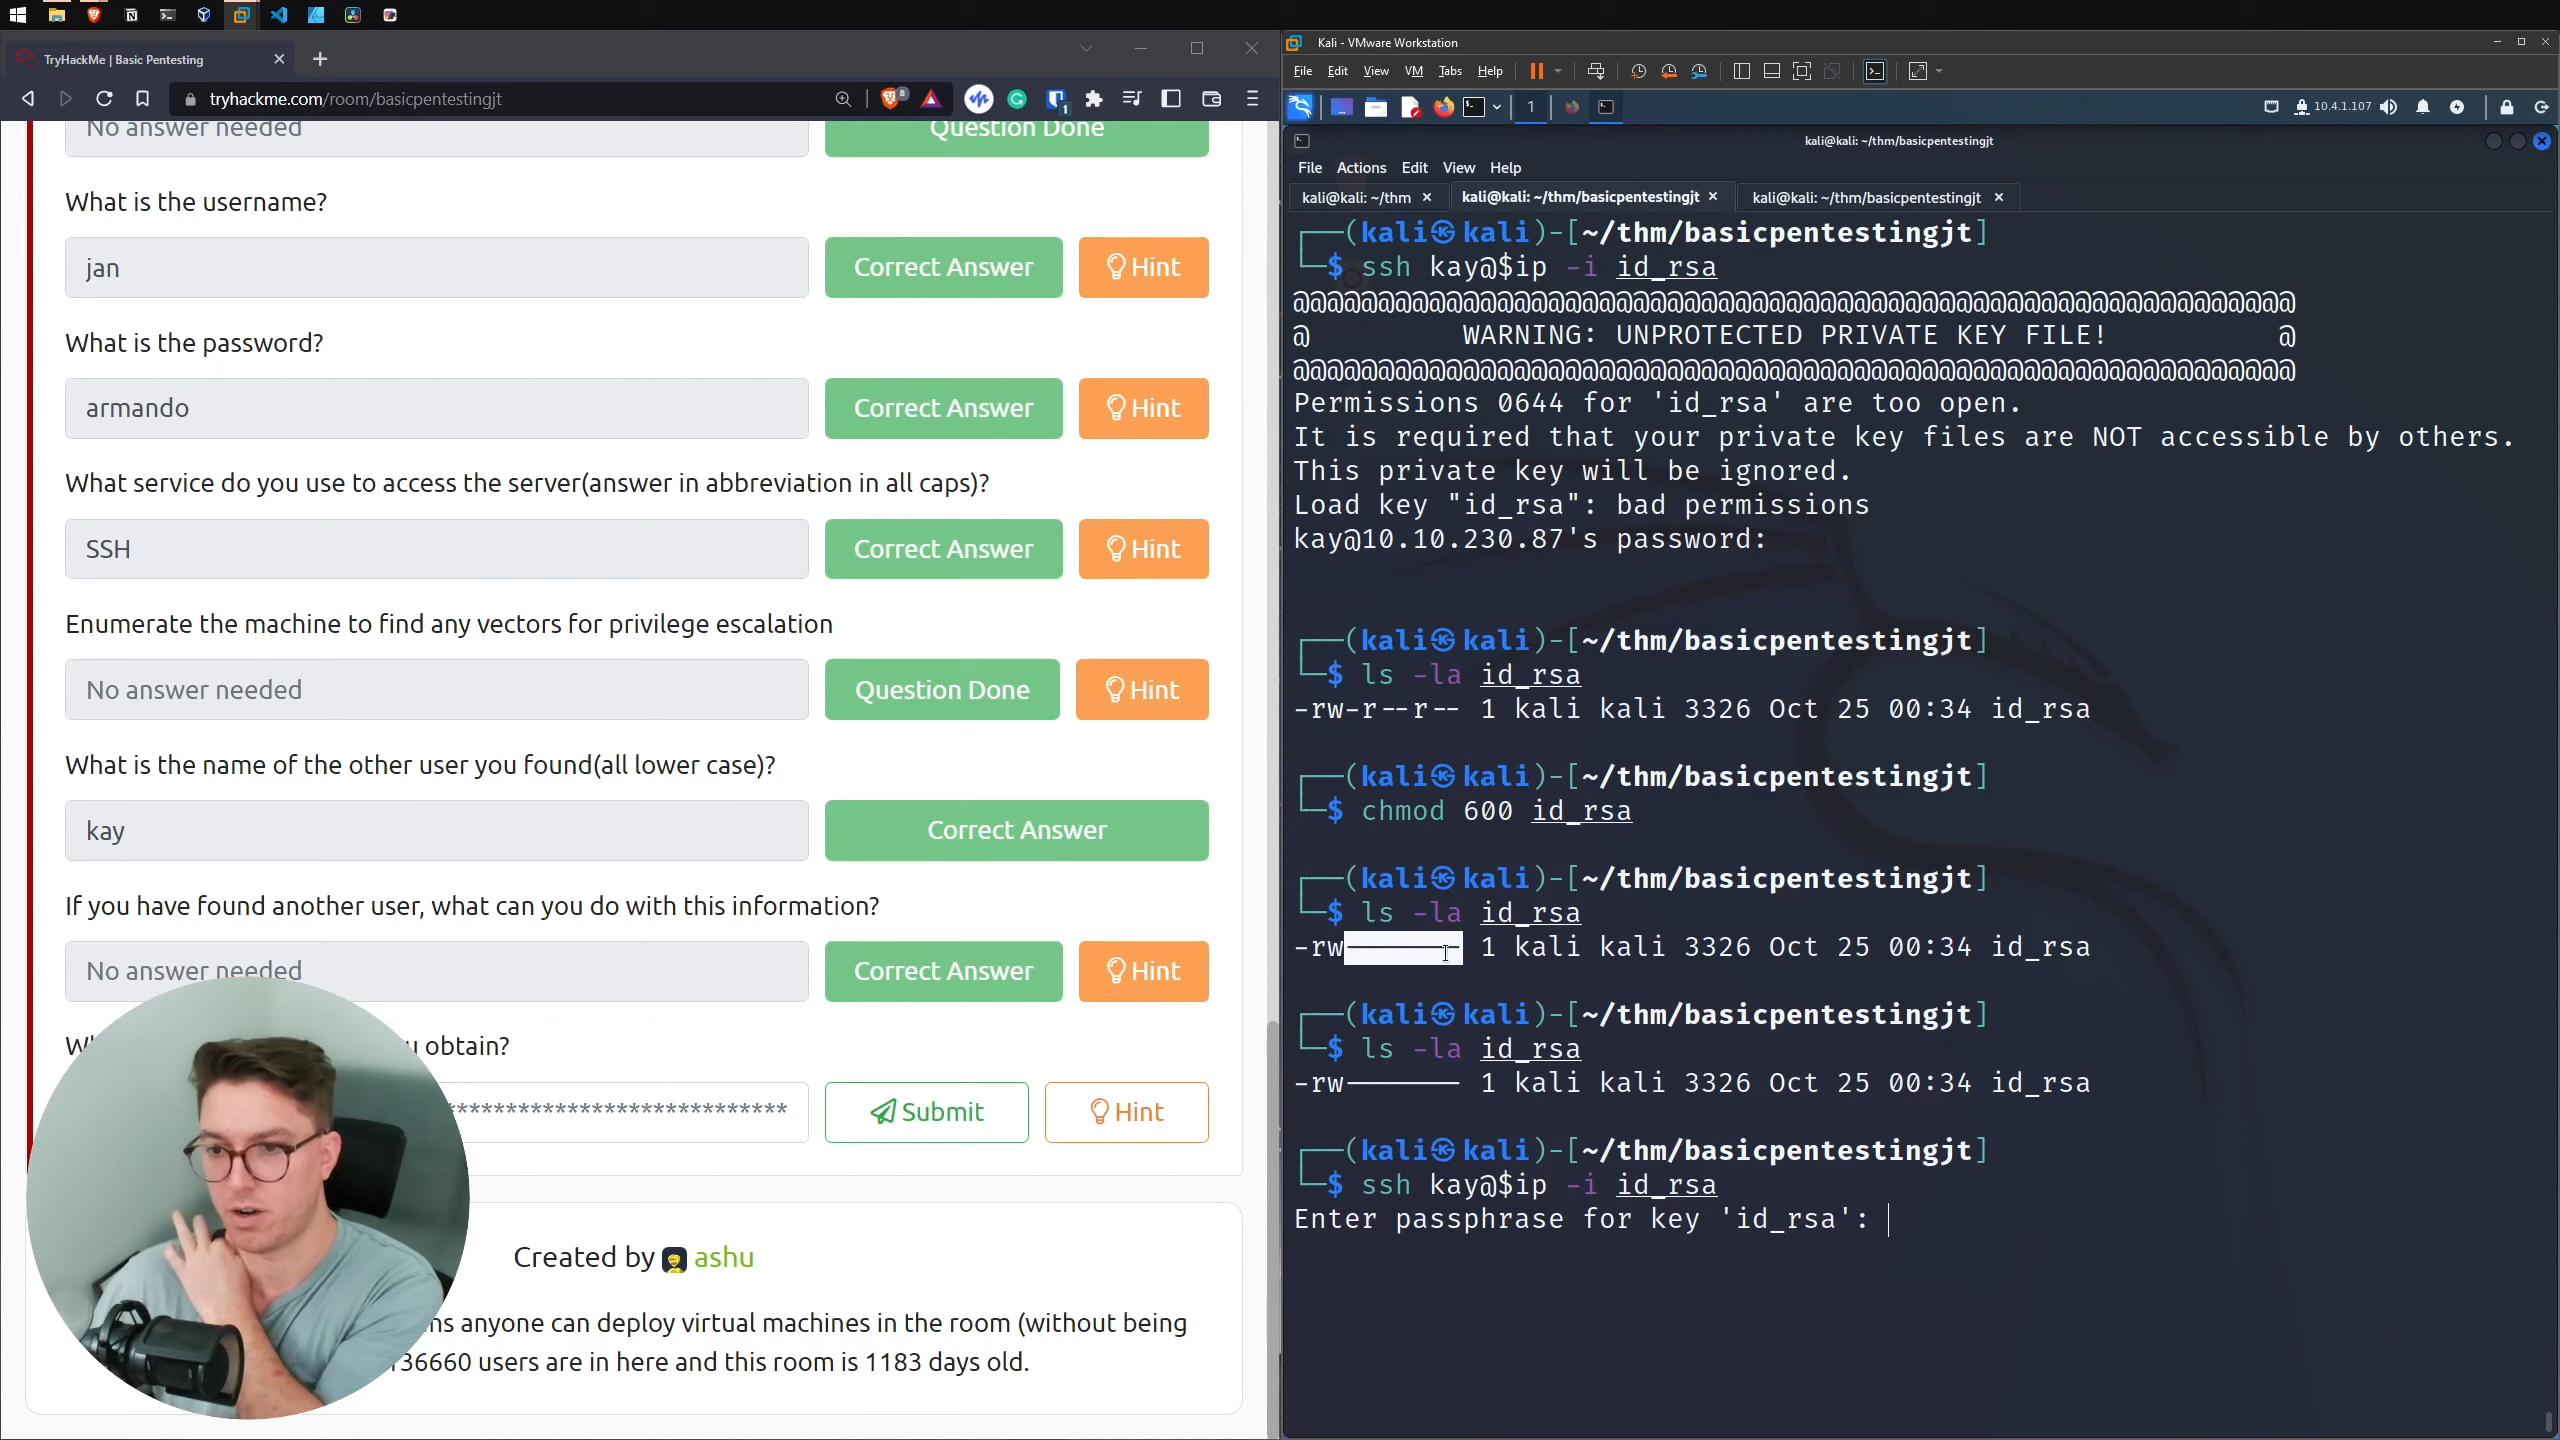 TryHackMe | Basic Pentesting
tryhackme.com/room/basicpentestingjt
8
1
No answer needed
Question Done
What is the username?
jan
Correct Answer
Hint
What is the password?
armando
Correct Answer
Hint
What service do you use to access the server(answer in abbreviation in all caps)?
SSH
Correct Answer
Hint
Enumerate the machine to find any vectors for privilege escalation
No answer needed
Question Done
Hint
What is the name of the other user you found(all lower case)?
kay
Correct Answer
If you have found another user, what can you do with this information?
No answer needed
Correct Answer
Hint
obtain?
****************************
Submit
Hint
Created by ashu
anyone can deploy virtual machines in the room (without being
users are in here and this room is 1183 days old.
Kali - VMware Workstation
File Edit View VM Tabs Help
1
10.4.1.107
kali@kali: ~/thm/basicpentestingjt
File Actions Edit View Help
kali@kali: ~/thm
kali@kali: ~/thm/basicpentestingjt
kali@kali: ~/thm/basicpentestingjt
┌──(kali㉿kali)-[~/thm/basicpentestingjt]
└─$ ssh kay@$ip -i id_rsa
@@@@@@@@@@@@@@@@@@@@@@@@@@@@@@@@@@@@@@@@@@@@@@@@@@@@@@@@@@@
@         WARNING: UNPROTECTED PRIVATE KEY FILE!          @
@@@@@@@@@@@@@@@@@@@@@@@@@@@@@@@@@@@@@@@@@@@@@@@@@@@@@@@@@@@
Permissions 0644 for 'id_rsa' are too open.
It is required that your private key files are NOT accessible by others.
This private key will be ignored.
Load key "id_rsa": bad permissions
kay@10.10.230.87's password:
┌──(kali㉿kali)-[~/thm/basicpentestingjt]
└─$ ls -la id_rsa
-rw-r--r-- 1 kali kali 3326 Oct 25 00:34 id_rsa
┌──(kali㉿kali)-[~/thm/basicpentestingjt]
└─$ chmod 600 id_rsa
┌──(kali㉿kali)-[~/thm/basicpentestingjt]
└─$ ls -la id_rsa
-rw------- 1 kali kali 3326 Oct 25 00:34 id_rsa
┌──(kali㉿kali)-[~/thm/basicpentestingjt]
└─$ ls -la id_rsa
-rw------- 1 kali kali 3326 Oct 25 00:34 id_rsa
┌──(kali㉿kali)-[~/thm/basicpentestingjt]
└─$ ssh kay@$ip -i id_rsa
Enter passphrase for key 'id_rsa':